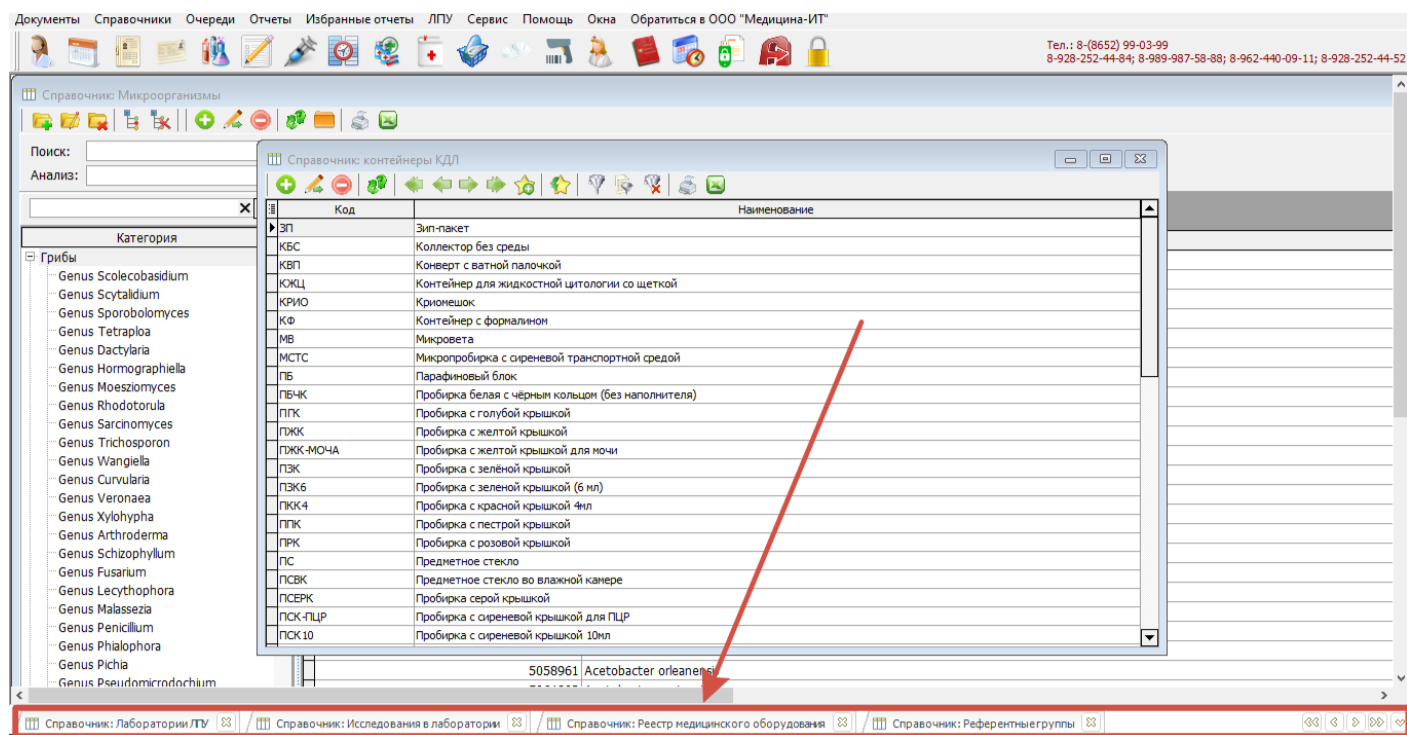 Документы Справочники Очереди Отчеты Избранные отчеты ЛПУ Сервис Помощь Окна Обратиться в ООО "Медицина-ИТ"
Тел.: 8-(8652) 99-03-99
8-928-252-44-84; 8-989-987-58-88; 8-962-440-09-11; 8-928-252-44-52
Справочник: Микроорганизмы
Поиск:
Анализ:
Категория
Грибы
Genus Scolecobasidium
Genus Scytalidium
Genus Sporobolomyces
Genus Tetraploa
Genus Dactylaria
Genus Hormographiella
Genus Moesziomyces
Genus Rhodotorula
Genus Sarcinomyces
Genus Trichosporon
Genus Wangiella
Genus Curvularia
Genus Veronaea
Genus Xylohypha
Genus Arthroderma
Genus Schizophyllum
Genus Fusarium
Genus Lecythophora
Genus Malassezia
Genus Penicillium
Genus Phialophora
Genus Pichia
Genus Pseudomicrodochium
Справочник: контейнеры КДЛ
Код Наименование
ЗП Зип-пакет
КБС Коллектор без среды
КВП Конверт с ватной палочкой
КЖЦ Контейнер для жидкостной цитологии со щеткой
КРИО Криомешок
КФ Контейнер с формалином
МВ Микровета
МСТС Микропробирка с сиреневой транспортной средой
ПБ Парафиновый блок
ПБЧК Пробирка белая с чёрным кольцом (без наполнителя)
ПГК Пробирка с голубой крышкой
ПЖК Пробирка с желтой крышкой
ПЖК-МОЧА Пробирка с желтой крышкой для мочи
ПЗК Пробирка с зелёной крышкой
ПЗК6 Пробирка с зеленой крышкой (6 мл)
ПКК4 Пробирка с красной крышкой 4мл
ППК Пробирка с пестрой крышкой
ПРК Пробирка с розовой крышкой
ПС Предметное стекло
ПСВК Предметное стекло во влажной камере
ПСЕРК Пробирка серой крышкой
ПСК-ПЦР Пробирка с сиреневой крышкой для ПЦР
ПСК10 Пробирка с сиреневой крышкой 10мл
5058961 Acetobacter orleanensis
Справочник: Лаборатории ЛПУ Справочник: Исследования в лаборатории Справочник: Реестр медицинского оборудования Справочник: Референтные группы